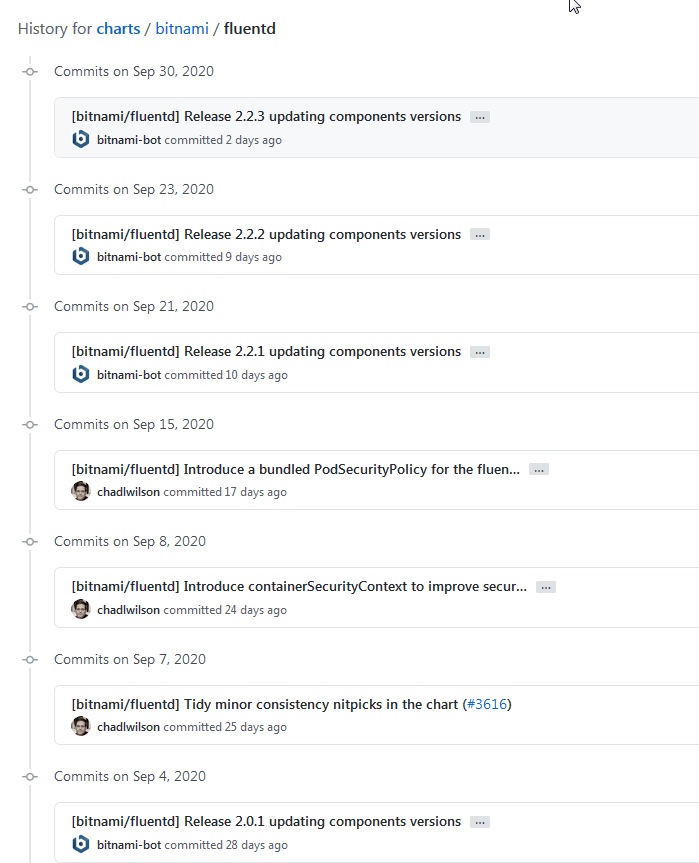 History for charts / bitnami / fluentd
Commits on Sep 30, 2020
[bitnami/fluentd] Release 2.2.3 updating components versions ...
bitnami-bot committed 2 days ago
Commits on Sep 23, 2020
[bitnami/fluentd] Release 2.2.2 updating components versions ...
bitnami-bot committed 9 days ago
Commits on Sep 21, 2020
[bitnami/fluentd] Release 2.2.1 updating components versions ...
bitnami-bot committed 10 days ago
Commits on Sep 15, 2020
[bitnami/fluentd] Introduce a bundled PodSecurityPolicy for the fluen... ...
chadlwilson committed 17 days ago
Commits on Sep 8, 2020
[bitnami/fluentd] Introduce containerSecurityContext to improve secur... ...
chadlwilson committed 24 days ago
Commits on Sep 7, 2020
[bitnami/fluentd] Tidy minor consistency nitpicks in the chart (#3616)
chadlwilson committed 25 days ago
Commits on Sep 4, 2020
[bitnami/fluentd] Release 2.0.1 updating components versions ...
bitnami-bot committed 28 days ago